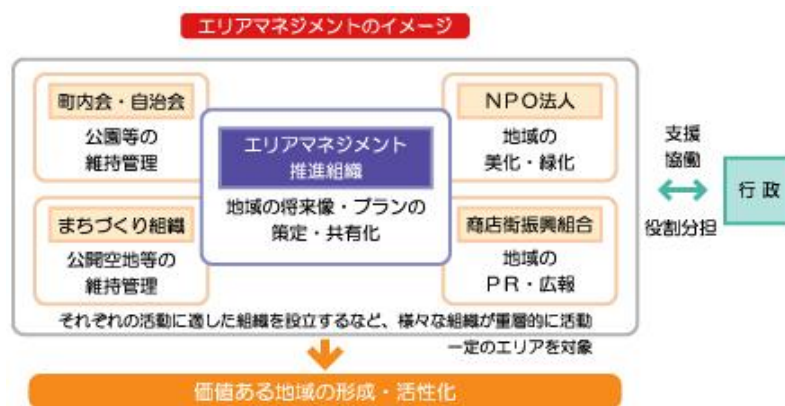 エリアマネジメントのイメージ
町内会・自治会
公園等の
維持管理
NPO法人
地域の
美化・緑化
エリアマネジメント
推進組織
地域の将来像・プランの
策定・共有化
まちづくり組織
公開空地等の
維持管理
商店街振興組合
地域の
PR・広報
それぞれの活動に適した組織を設立するなど、様々な組織が重層的に活動
一定のエリアを対象
支援
協働
役割分担
行政
価値ある地域の形成・活性化